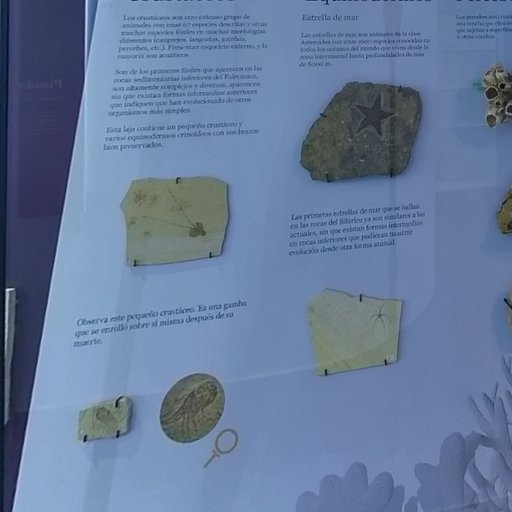 Los crustáceos son otro extenso grupo de
animales con unas 67 especies descritas y otras
muchas especies fósiles en muchas morfologías
diferentes (cangrejos, langostas, gambas,
percebes, etc.). Presentan esqueleto externo, y la
mayoría son acuáticos.
Son de los primeros fósiles que aparecen en las
rocas sedimentarias inferiores del Paleozoico,
son altamente complejos y diversos, aparecen
sin que existan formas intermedias anteriores
que indiquen que han evolucionado de otros
organismos más simples.
Esta laja contiene un pequeño crustáceo y
varios equinodermos crinoideos con sus brazos
bien preservados.
Observa este pequeño crustáceo. Es una gamba
que se enrolló sobre sí misma después de su
muerte.
Estrella de mar
Las estrellas de mar son animales de la clase
Asteroidea con unas especies conocidas en
todos los océanos del mundo que viven desde la
zona intermareal hasta profundidades de más
de 6000 m.
Las primeras estrellas de mar que se hallan
en las rocas del Silúrico ya son similares a las
actuales, sin que existan formas intermedias
en rocas inferiores que pudieran mostrar
evolución desde otra forma animal.